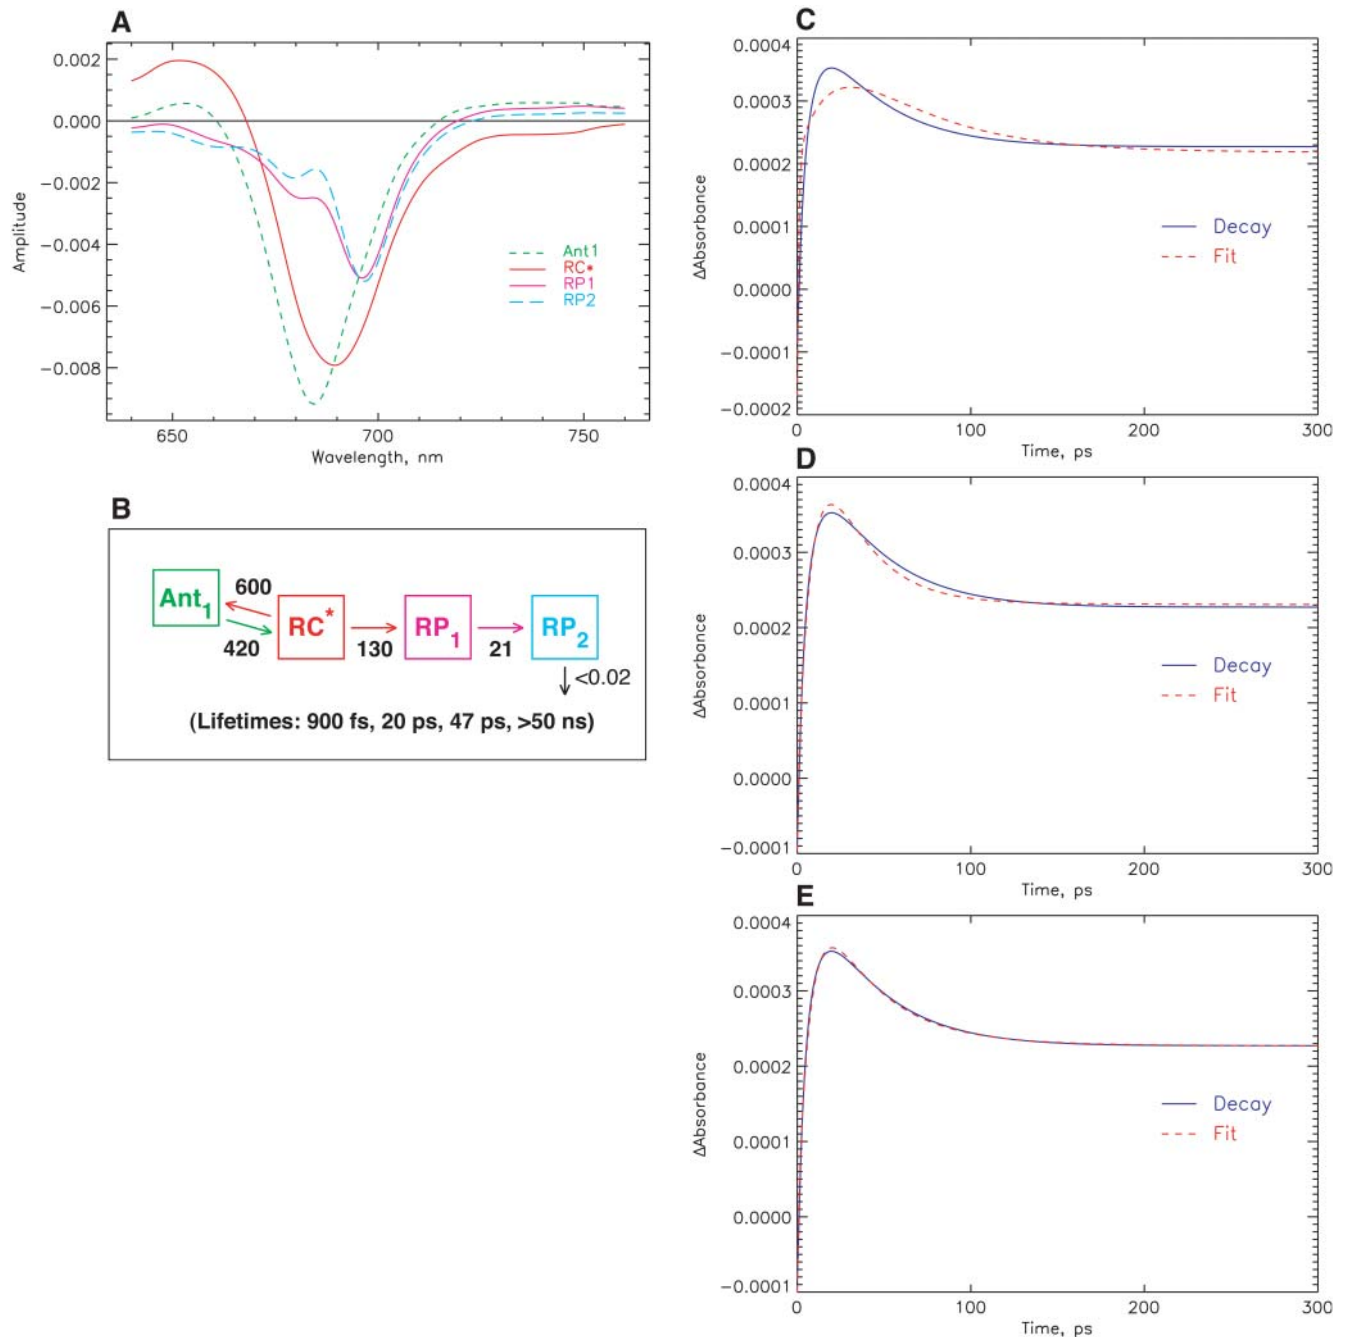 A
0.002
0.000
−0.002
−0.004
−0.006
−0.008
Amplitude
Ant1
RC*
RP1
RP2
650 700 750
Wavelength, nm
B
Ant1 600 RC* RP1 RP2
420 130 21
<0.02
(Lifetimes: 900 fs, 20 ps, 47 ps, >50 ns)
C
0.0004
0.0003
0.0002
0.0001
0.0000
−0.0001
−0.0002
ΔAbsorbance
Decay
Fit
0 100 200 300
Time, ps
D
0.0004
0.0003
0.0002
0.0001
0.0000
−0.0001
ΔAbsorbance
Decay
Fit
0 100 200 300
Time, ps
E
0.0004
0.0003
0.0002
0.0001
0.0000
−0.0001
ΔAbsorbance
Decay
Fit
0 100 200 300
Time, ps